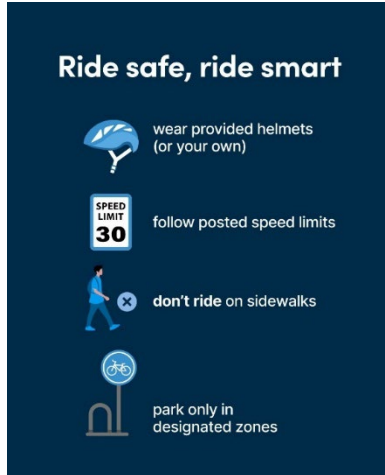 Ride safe, ride smart
wear provided helmets
(or your own)
SPEED
LIMIT
30
follow posted speed limits
don't ride on sidewalks
park only in
designated zones